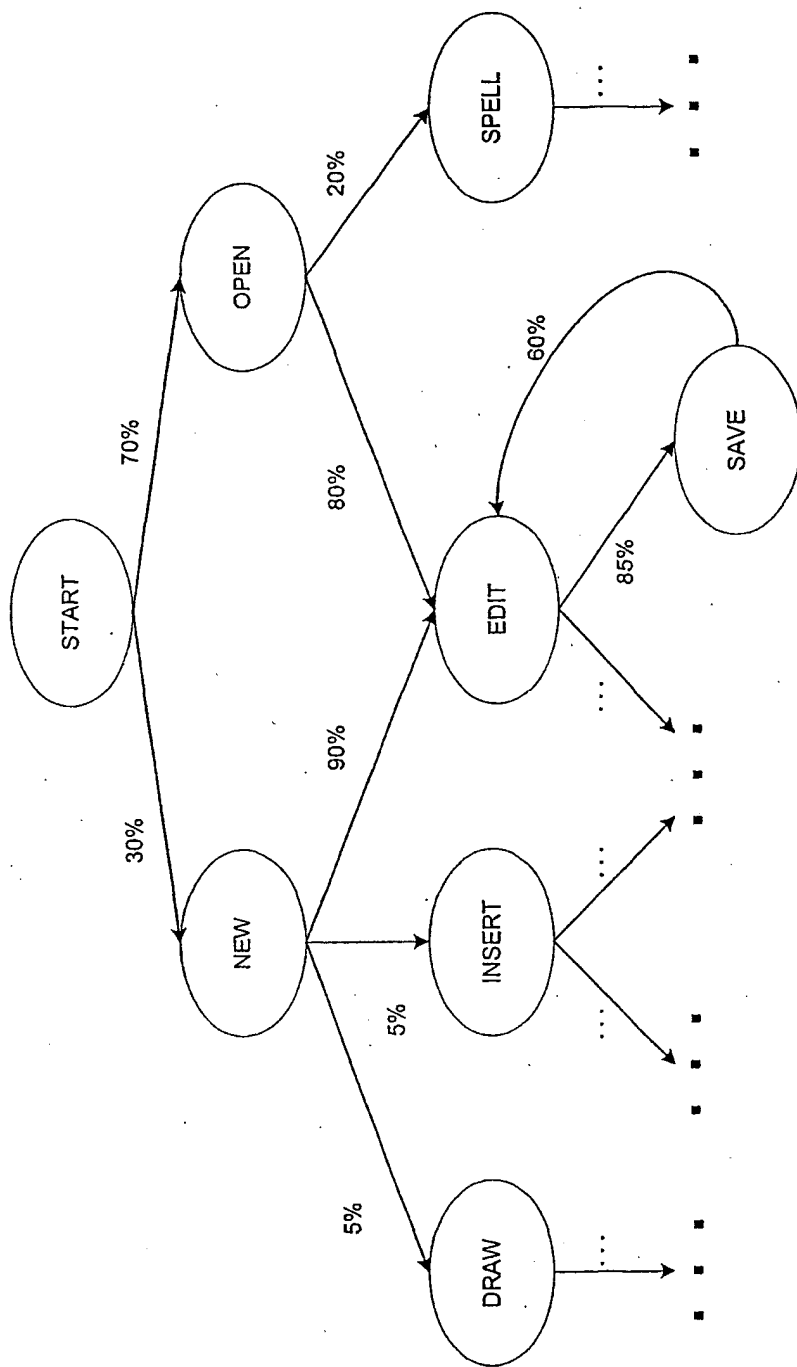 START
30%
70%
NEW
OPEN
5%
5%
90%
80%
20%
DRAW
INSERT
EDIT
SPELL
60%
85%
...
...
...
...
...
SAVE